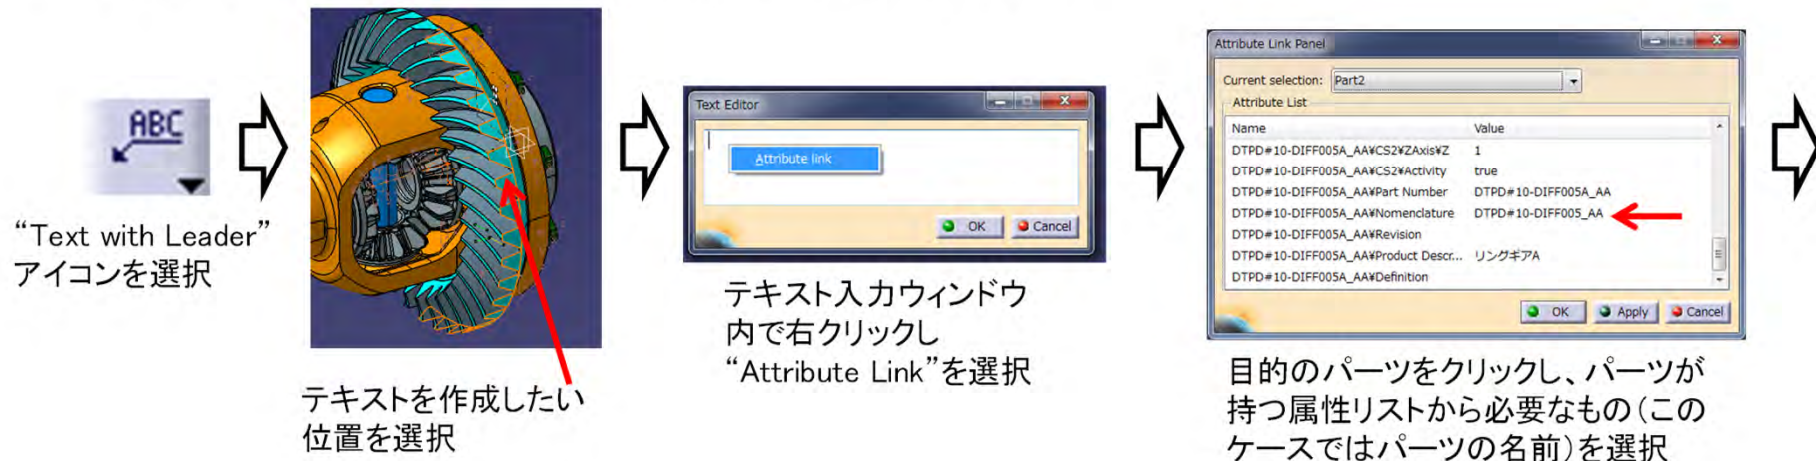 ABC
“Text with Leader”
アイコンを選択
テキストを作成したい
位置を選択
Text Editor
Attribute link
OK
Cancel
テキスト入力ウィンドウ
内で右クリックし
“Attribute Link”を選択
Attribute Link Panel
Current selection: Part2
Attribute List
Name Value
DTPD#10-DIFF005A_AA¥CS2¥ZAxis¥Z 1
DTPD#10-DIFF005A_AA¥CS2¥Activity true
DTPD#10-DIFF005A_AA¥Part Number DTPD#10-DIFF005A_AA
DTPD#10-DIFF005A_AA¥Nomenclature DTPD#10-DIFF005_AA
DTPD#10-DIFF005A_AA¥Revision
DTPD#10-DIFF005A_AA¥Product Descr... リングギアA
DTPD#10-DIFF005A_AA¥Definition
OK Apply Cancel
目的のパーツをクリックし、パーツが
持つ属性リストから必要なもの（この
ケースではパーツの名前）を選択